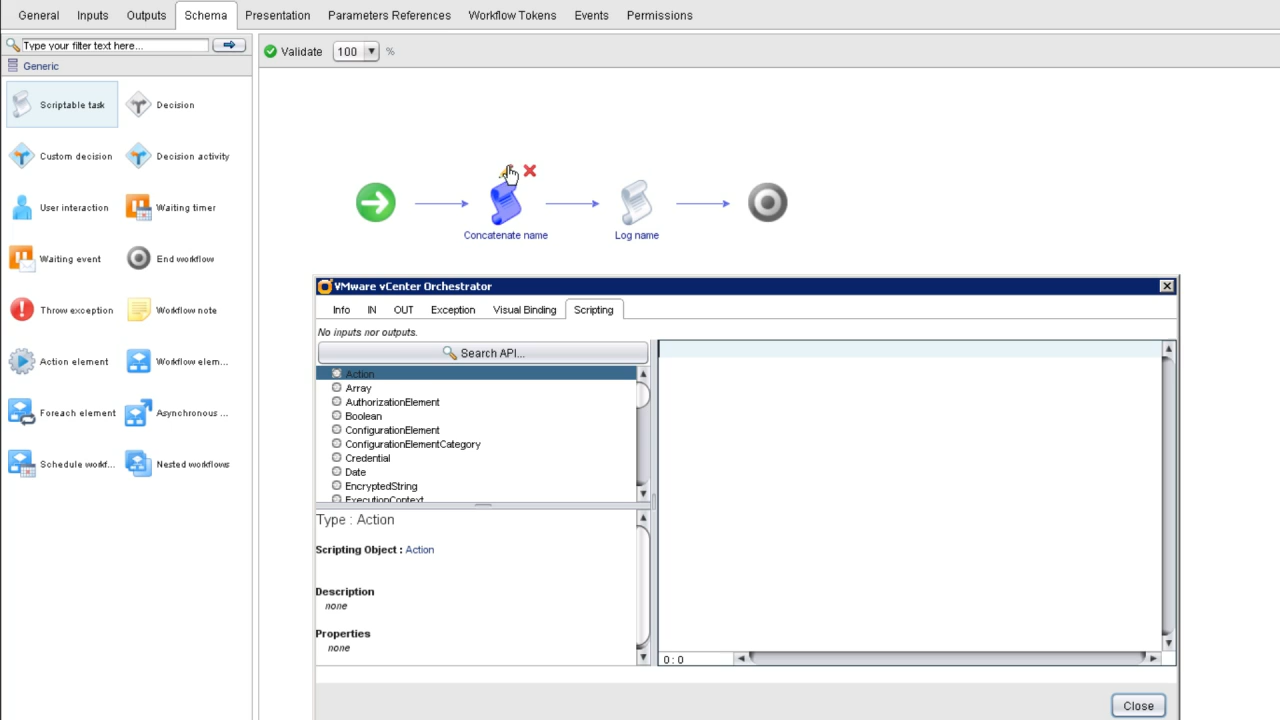 General Inputs Outputs Schema Presentation Parameters References Workflow Tokens Events Permissions
Type your filter text here...
Generic
Validate 100 %
Scriptable task Decision
Custom decision Decision activity
User interaction Waiting timer
Waiting event End workflow
Throw exception Workflow note
Action element Workflow elem...
Foreach element Asynchronous ...
Schedule workf... Nested workflows
Concatenate name Log name
VMware vCenter Orchestrator
Info IN OUT Exception Visual Binding Scripting
No inputs nor outputs.
Search API...
Action
Array
AuthorizationElement
Boolean
ConfigurationElement
ConfigurationElementCategory
Credential
Date
EncryptedString
ExecutionContext
Type : Action
Scripting Object : Action
Description
none
Properties
none
0 : 0
Close